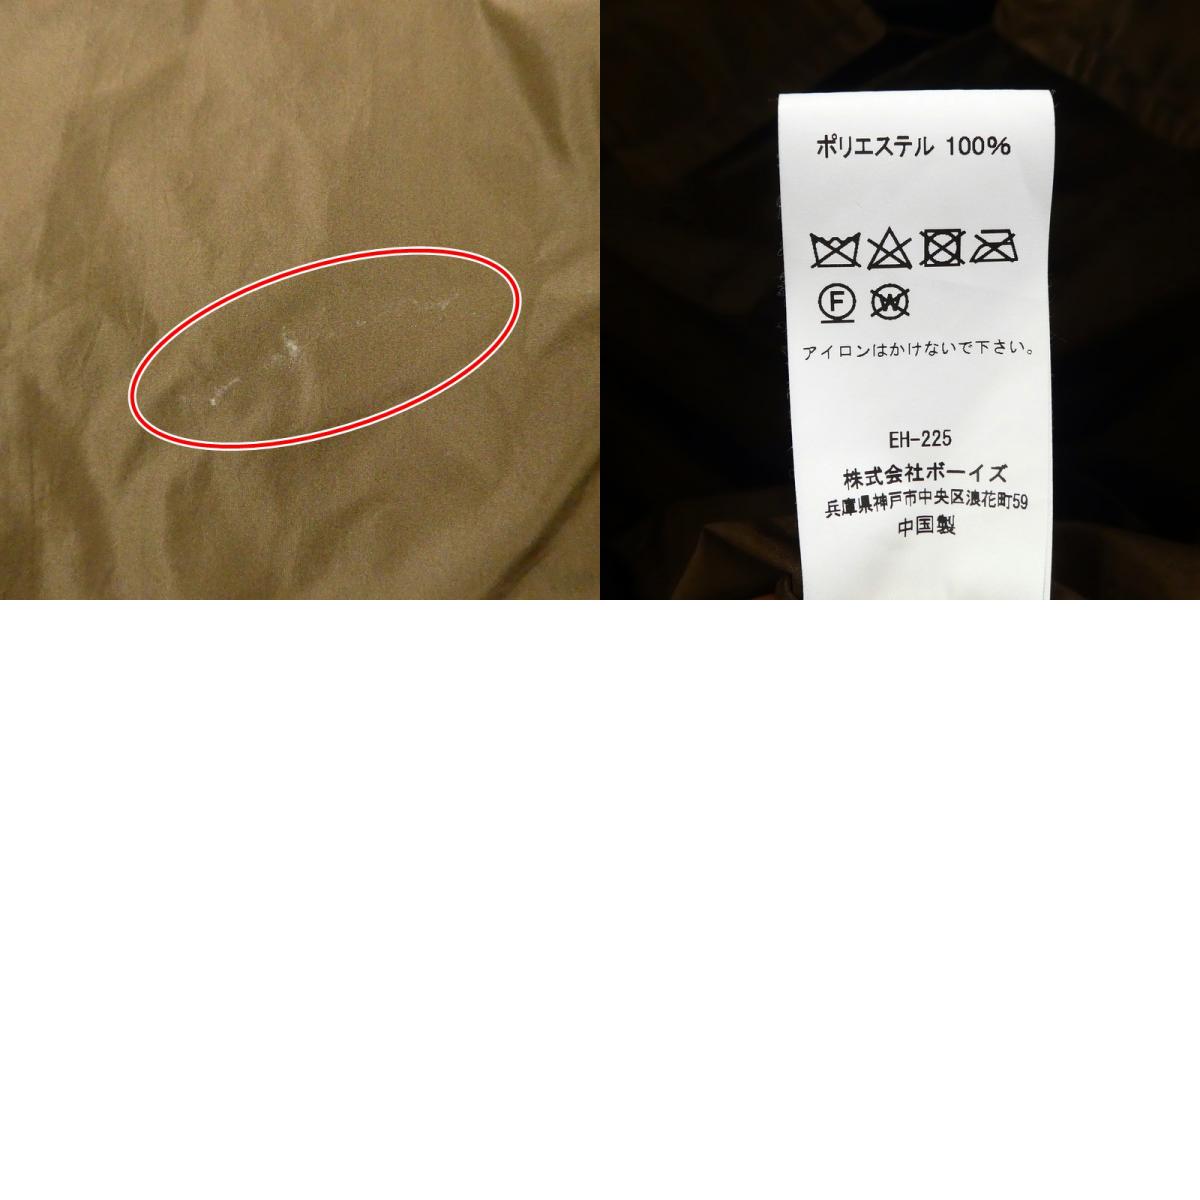 ポリエステル 100%
F W
アイロンはかけないで下さい。
EH-225
株式会社ボーイズ
兵庫県神戸市中央区浪花町59
中国製